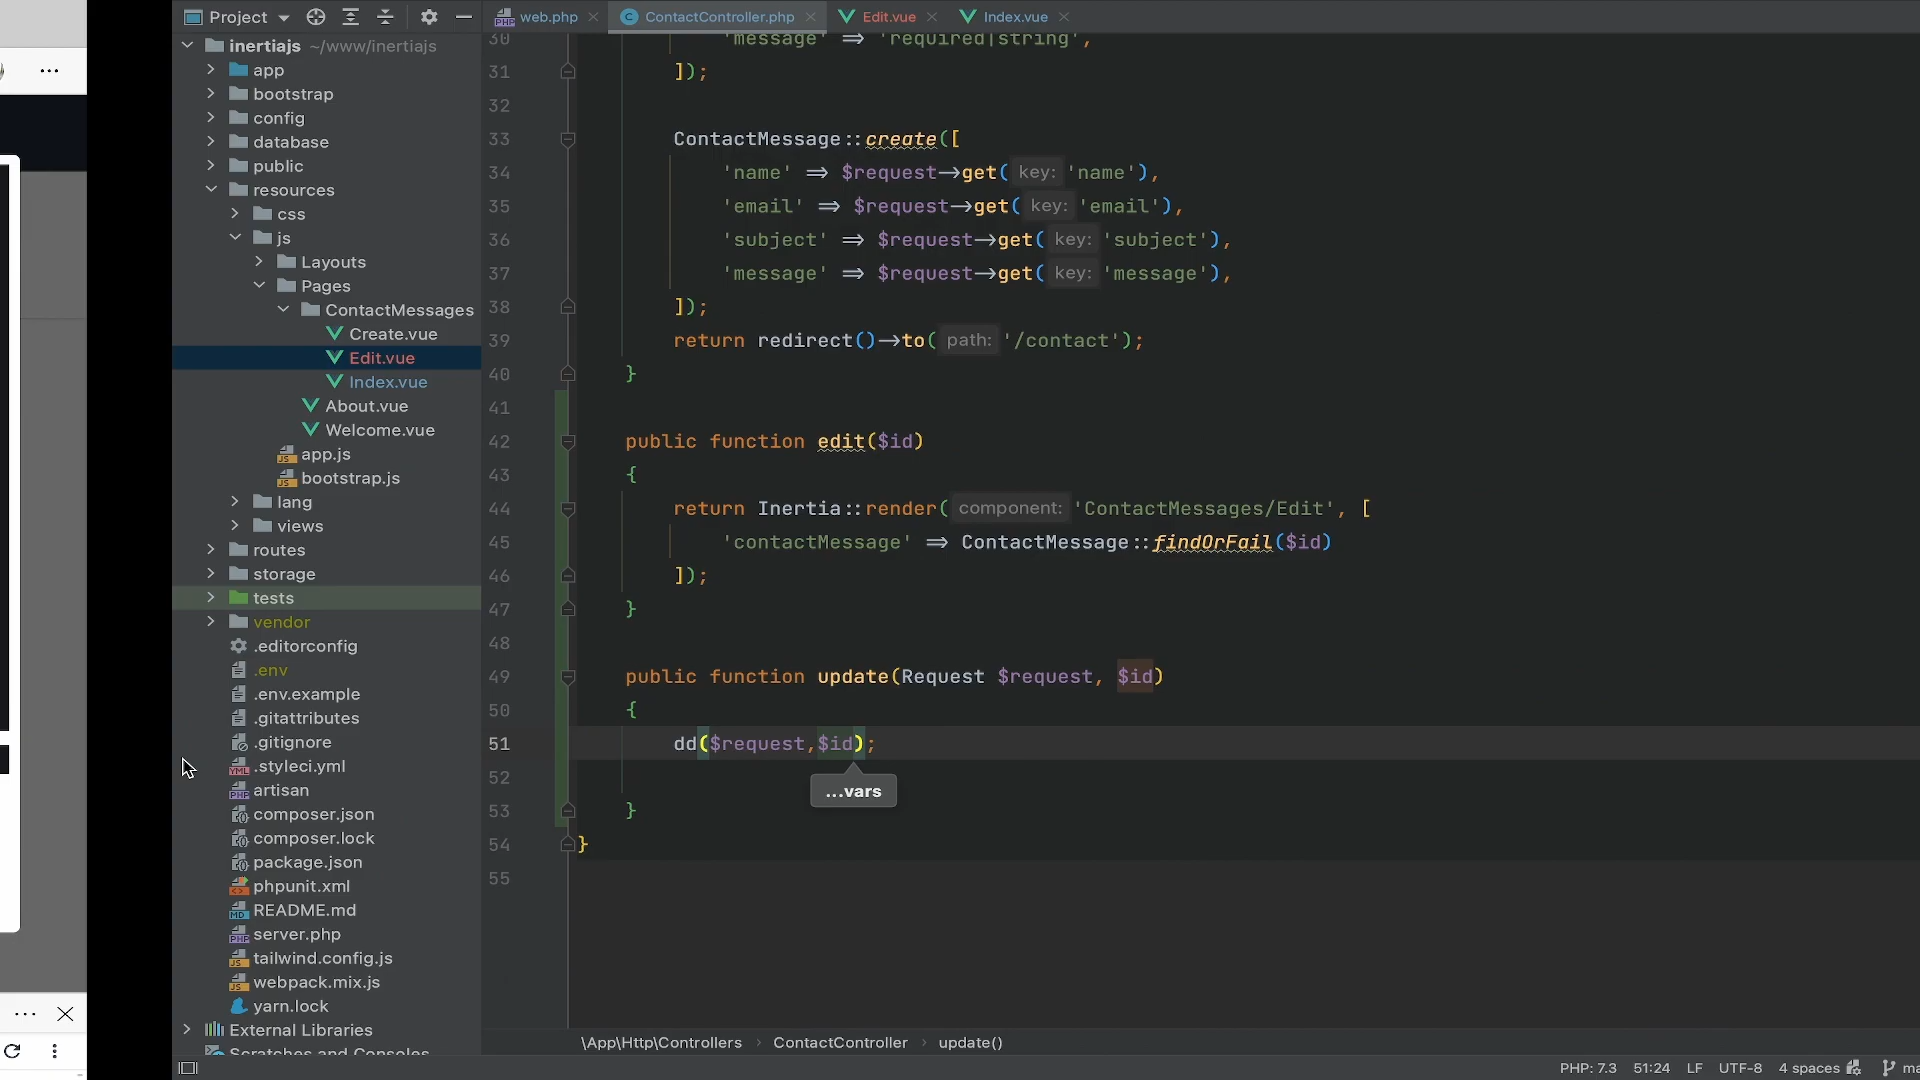 Project
web.php
ContactController.php
Edit.vue
Index.vue
inertiajs ~/www/inertiajs
app
bootstrap
config
database
public
resources
css
js
Layouts
Pages
ContactMessages
Create.vue
Edit.vue
Index.vue
About.vue
Welcome.vue
app.js
bootstrap.js
lang
views
routes
storage
tests
vendor
.editorconfig
.env
.env.example
.gitattributes
.gitignore
.styleci.yml
artisan
composer.json
composer.lock
package.json
phpunit.xml
README.md
server.php
tailwind.config.js
webpack.mix.js
yarn.lock
External Libraries
Scratches and Consoles
30 'message' => 'required|string',
31 ]);
32
33 ContactMessage::create([
34 'name' => $request->get( key: 'name'),
35 'email' => $request->get( key: 'email'),
36 'subject' => $request->get( key: 'subject'),
37 'message' => $request->get( key: 'message'),
38 ]);
39 return redirect()->to( path: '/contact');
40 }
41
42 public function edit($id)
43 {
44 return Inertia::render( component: 'ContactMessages/Edit', [
45 'contactMessage' => ContactMessage::findOrFail($id)
46 ]);
47 }
48
49 public function update(Request $request, $id)
50 {
51 dd($request,$id);
52
...vars
53 }
54 }
55
\App\Http\Controllers › ContactController › update()
PHP: 7.3 51:24 LF UTF-8 4 spaces